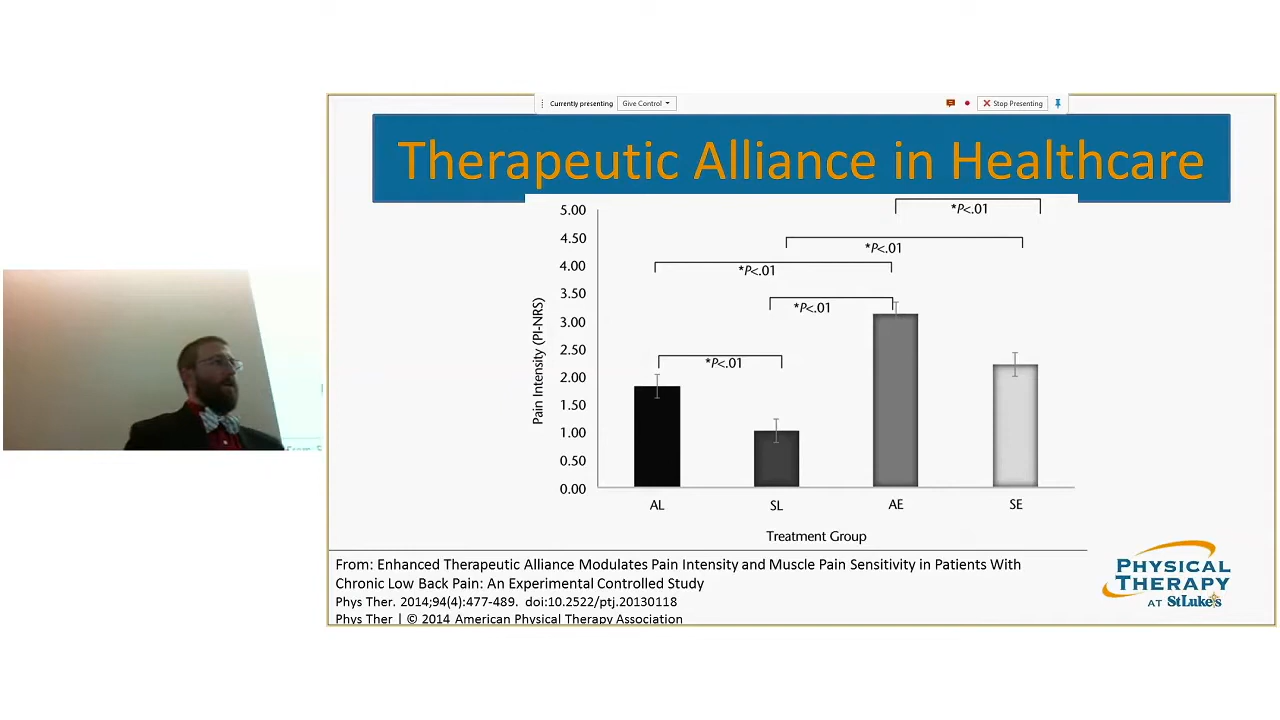 Currently presenting
Give Control
Stop Presenting
Therapeutic Alliance in Healthcare
5.00
4.50
4.00
3.50
3.00
2.50
2.00
1.50
1.00
0.50
0.00
Pain Intensity (PI-NRS)
*P<.01
*P<.01
*P<.01
*P<.01
*P<.01
AL
SL
AE
SE
Treatment Group
From: Enhanced Therapeutic Alliance Modulates Pain Intensity and Muscle Pain Sensitivity in Patients With
Chronic Low Back Pain: An Experimental Controlled Study
Phys Ther. 2014;94(4):477-489. doi:10.2522/ptj.20130118
Phys Ther | © 2014 American Physical Therapy Association
PHYSICAL
THERAPY
AT St Luke's